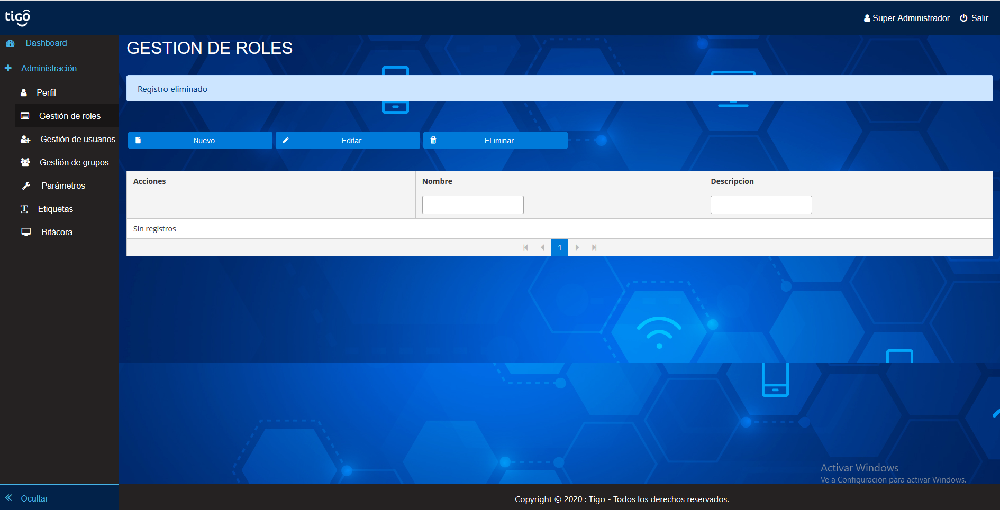 tigo
Super Administrador
Salir
Dashboard
Administración
Perfil
Gestión de roles
Gestión de usuarios
Gestión de grupos
Parámetros
Etiquetas
Bitácora
Ocultar
GESTION DE ROLES
Registro eliminado
Nuevo
Editar
ELiminar
Acciones Nombre Descripcion
Sin registros
1
Activar Windows
Ve a Configuración para activar Windows.
Copyright © 2020 : Tigo - Todos los derechos reservados.